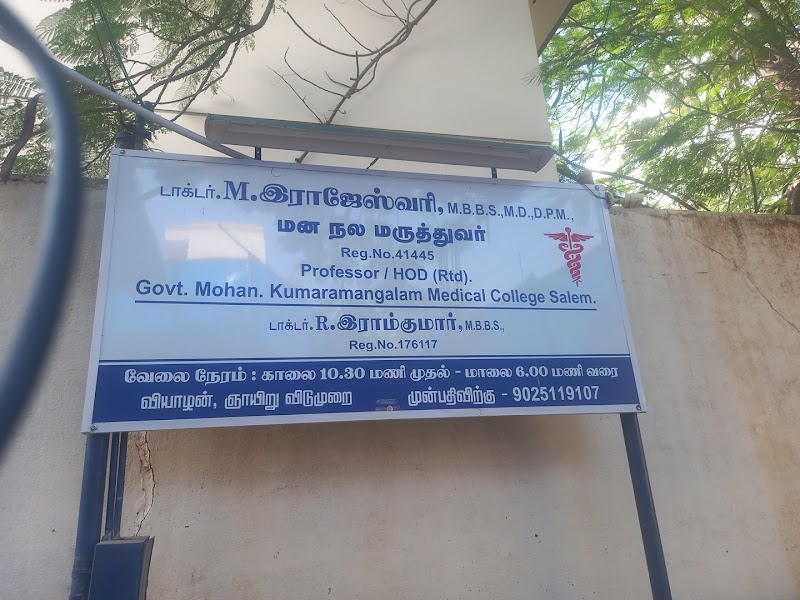 டாக்டர்.M.இராஜேஸ்வரி, M.B.B.S.,M.D.,D.P.M.,
மன நல மருத்துவர்
Reg.No.41445
Professor / HOD (Rtd).
Govt. Mohan. Kumaramangalam Medical College Salem.
டாக்டர்.R.இராம்குமார், M.B.B.S.,
Reg.No.176117
வேலை நேரம் : காலை 10.30 மணி முதல் - மாலை 6.00 மணி வரை
வியாழன், ஞாயிறு விடுமுறை முன்பதிவிற்கு - 9025119107